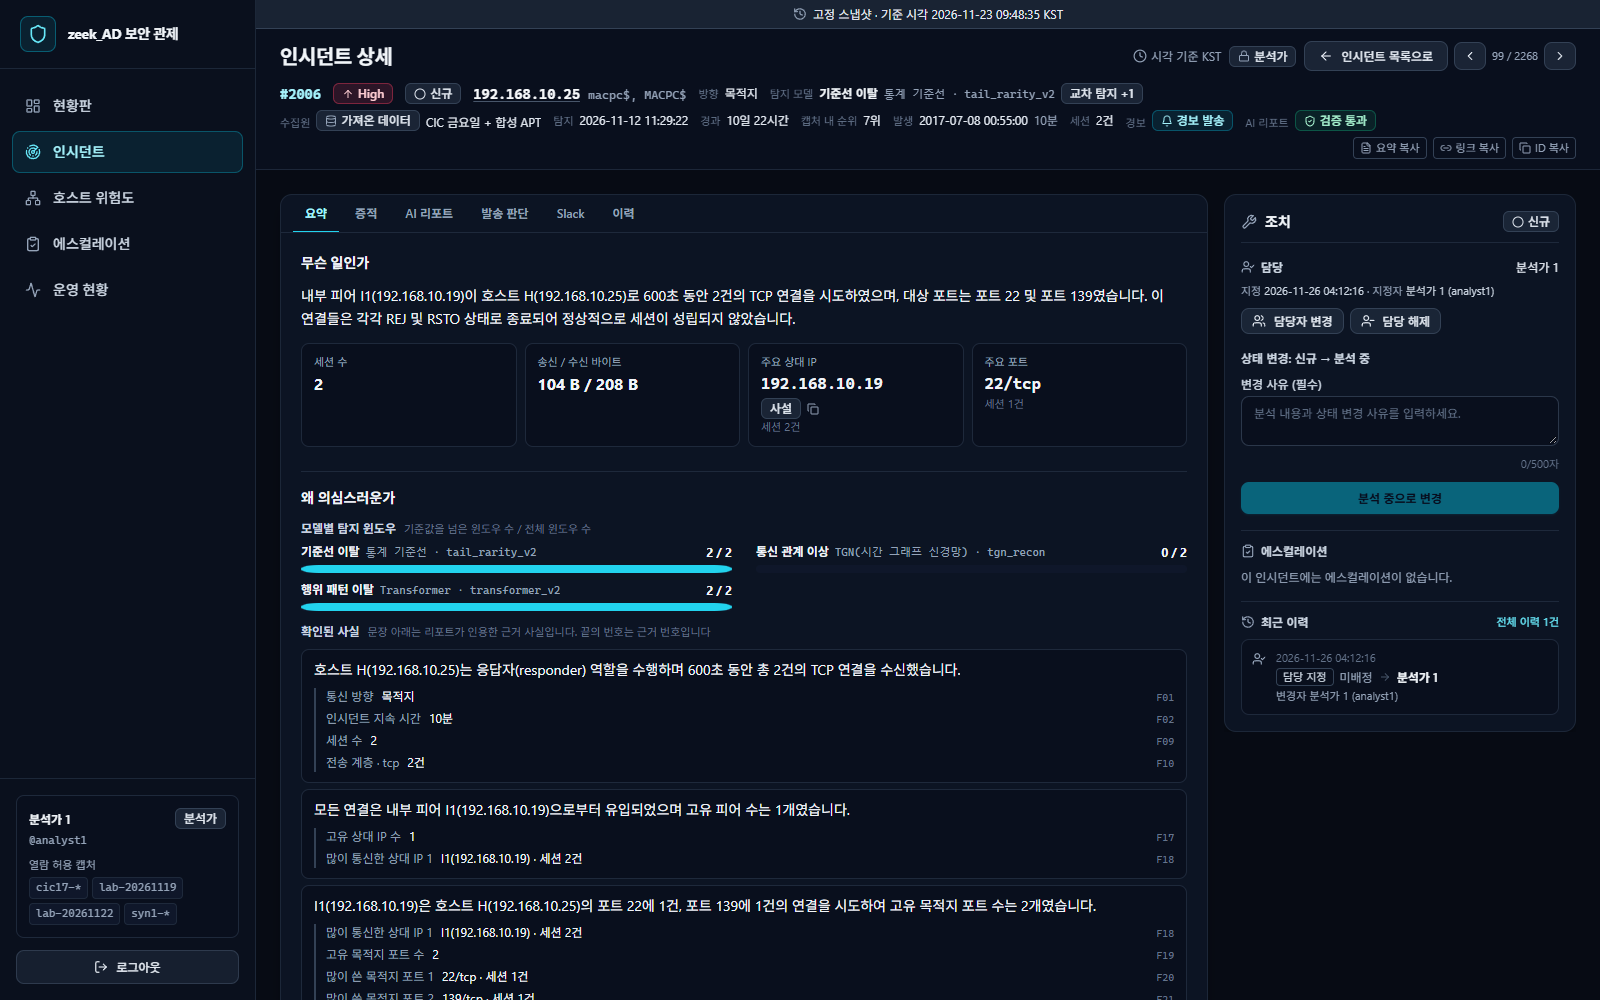 고정 스냅샷 · 기준 시각 2026-11-23 09:48:35 KST
zeek_AD 보안 관제
현황판
인시던트
호스트 위험도
에스컬레이션
운영 현황
분석가 1
분석가
@analyst1
열람 허용 캡처
cic17-* lab-20261119
lab-20261122 syn1-*
로그아웃
인시던트 상세
시각 기준 KST 분석가 인시던트 목록으로 99 / 2268
#2006 High 신규 192.168.10.25 macpc$, MACPC$ 방향 목적지 탐지 모델 기준선 이탈 통계 기준선 · tail_rarity_v2 교차 탐지 +1
수집원 가져온 데이터 CIC 금요일 + 합성 APT 탐지 2026-11-12 11:29:22 경과 10일 22시간 캡처 내 순위 7위 발생 2017-07-08 00:55:00 10분 세션 2건 경보 경보 발송 AI 리포트 검증 통과
요약 복사 링크 복사 ID 복사
요약 증적 AI 리포트 발송 판단 Slack 이력
무슨 일인가
내부 피어 I1(192.168.10.19)이 호스트 H(192.168.10.25)로 600초 동안 2건의 TCP 연결을 시도하였으며, 대상 포트는 포트 22 및 포트 139였습니다. 이
연결들은 각각 REJ 및 RSTO 상태로 종료되어 정상적으로 세션이 성립되지 않았습니다.
세션 수
2
송신 / 수신 바이트
104 B / 208 B
주요 상대 IP
192.168.10.19
사설
세션 2건
주요 포트
22/tcp
세션 1건
왜 의심스러운가
모델별 탐지 윈도우 기준값을 넘은 윈도우 수 / 전체 윈도우 수
기준선 이탈 통계 기준선 · tail_rarity_v2 2 / 2
통신 관계 이상 TGN(시간 그래프 신경망) · tgn_recon 0 / 2
행위 패턴 이탈 Transformer · transformer_v2 2 / 2
확인된 사실 문장 아래는 리포트가 인용한 근거 사실입니다. 끝의 번호는 근거 번호입니다
호스트 H(192.168.10.25)는 응답자(responder) 역할을 수행하며 600초 동안 총 2건의 TCP 연결을 수신했습니다.
통신 방향 목적지 F01
인시던트 지속 시간 10분 F02
세션 수 2 F09
전송 계층 · tcp 2건 F10
모든 연결은 내부 피어 I1(192.168.10.19)으로부터 유입되었으며 고유 피어 수는 1개였습니다.
고유 상대 IP 수 1 F17
많이 통신한 상대 IP 1 I1(192.168.10.19) · 세션 2건 F18
I1(192.168.10.19)은 호스트 H(192.168.10.25)의 포트 22에 1건, 포트 139에 1건의 연결을 시도하여 고유 목적지 포트 수는 2개였습니다.
많이 통신한 상대 IP 1 I1(192.168.10.19) · 세션 2건 F18
고유 목적지 포트 수 2 F19
많이 쓴 목적지 포트 1 22/tcp · 세션 1건 F20
많이 쓴 목적지 포트 2 139/tcp · 세션 1건 F21
조치
신규
담당 분석가 1
지정 2026-11-26 04:12:16 · 지정자 분석가 1 (analyst1)
담당자 변경 담당 해제
상태 변경: 신규 → 분석 중
변경 사유 (필수)
분석 내용과 상태 변경 사유를 입력하세요.
0/500자
분석 중으로 변경
에스컬레이션
이 인시던트에는 에스컬레이션이 없습니다.
최근 이력 전체 이력 1건
2026-11-26 04:12:16
담당 지정 미배정 → 분석가 1
변경자 분석가 1 (analyst1)